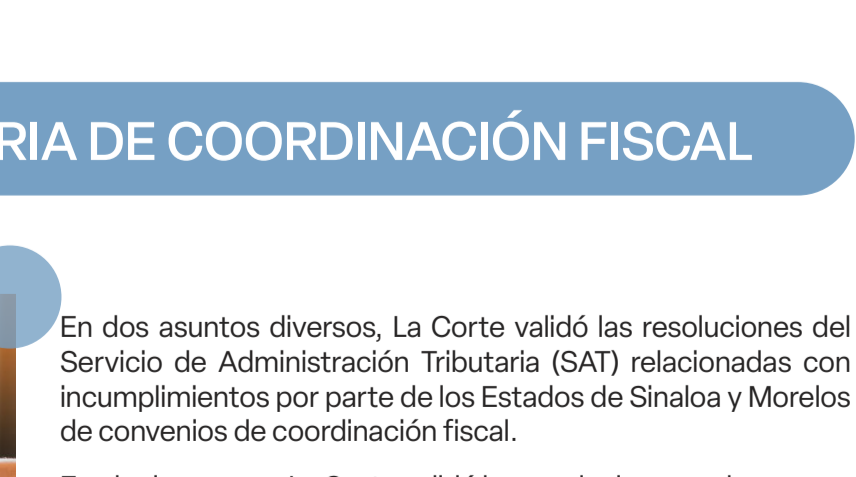 RIA DE COORDINACIÓN FISCAL
En dos asuntos diversos, La Corte validó las resoluciones del
Servicio de Administración Tributaria (SAT) relacionadas con
incumplimientos por parte de los Estados de Sinaloa y Morelos
de convenios de coordinación fiscal.